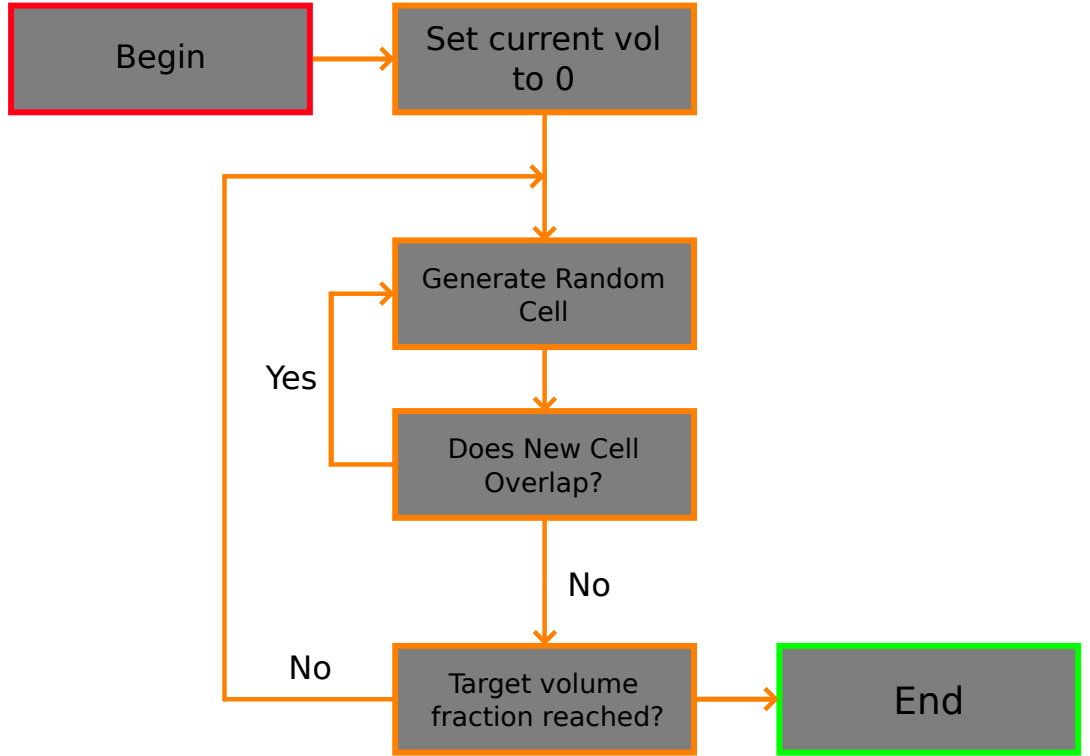 Begin
Set current vol
to 0
Generate Random
Cell
Yes
Does New Cell
Overlap?
No
No
Target volume
fraction reached?
End